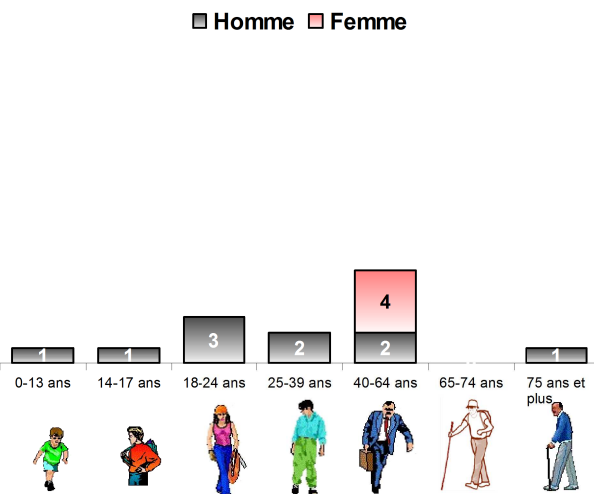 Homme Femme
4
1 1 3 2 2 1
0-13 ans 14-17 ans 18-24 ans 25-39 ans 40-64 ans 65-74 ans 75 ans et
plus